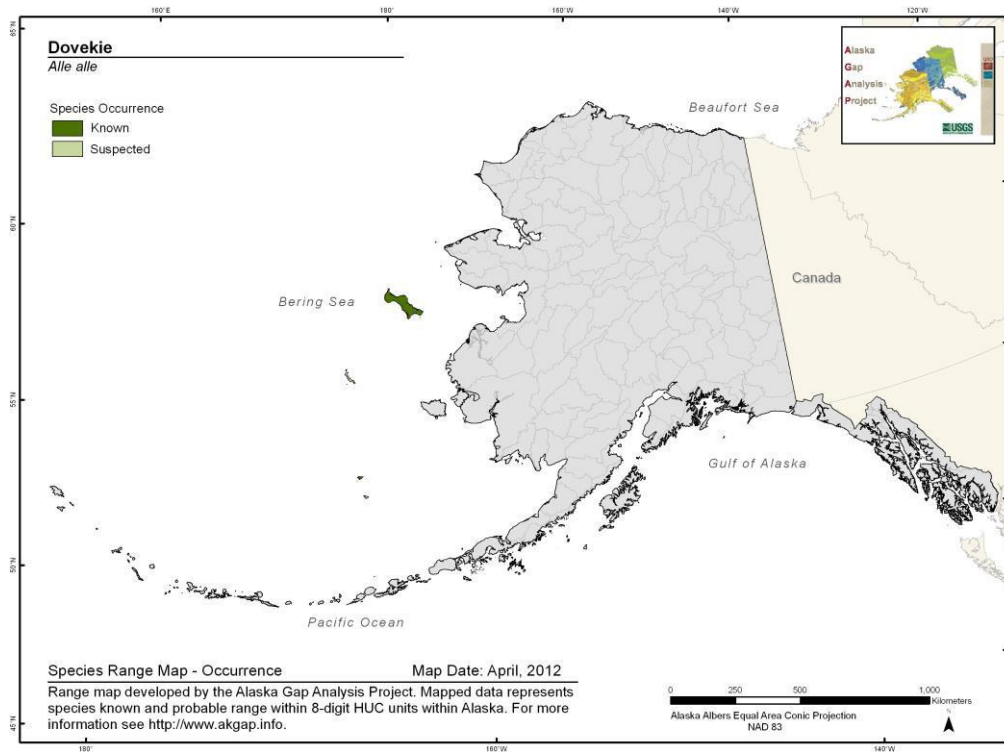 160°E
180°
160°W
140°W
120°W
65°N
60°N
55°N
50°N
45°N
Dovekie
Alle alle
Species Occurrence
Known
Suspected
Alaska
Gap
Analysis
Project
USGS
Beaufort Sea
Canada
Bering Sea
Gulf of Alaska
Pacific Ocean
Species Range Map - Occurrence Map Date: April, 2012
Range map developed by the Alaska Gap Analysis Project. Mapped data represents
species known and probable range within 8-digit HUC units within Alaska. For more
information see http://www.akgap.info.
0 250 500 1,000
Kilometers
Alaska Albers Equal Area Conic Projection
NAD 83
N
180°
160°W
140°W